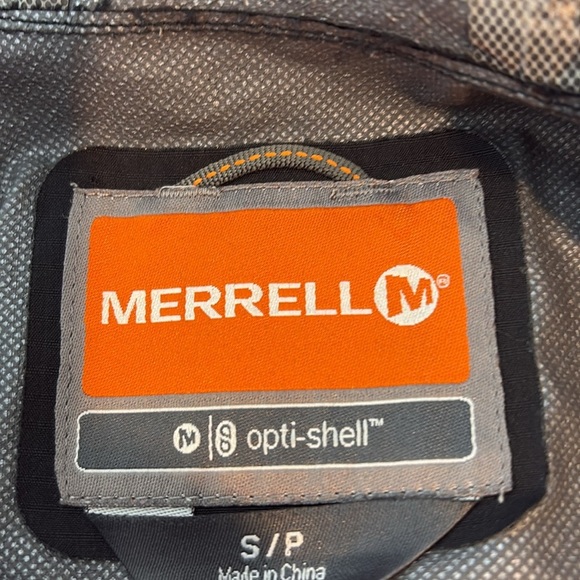 MERRELL M®
M opti-shell™
S/P
Made in China